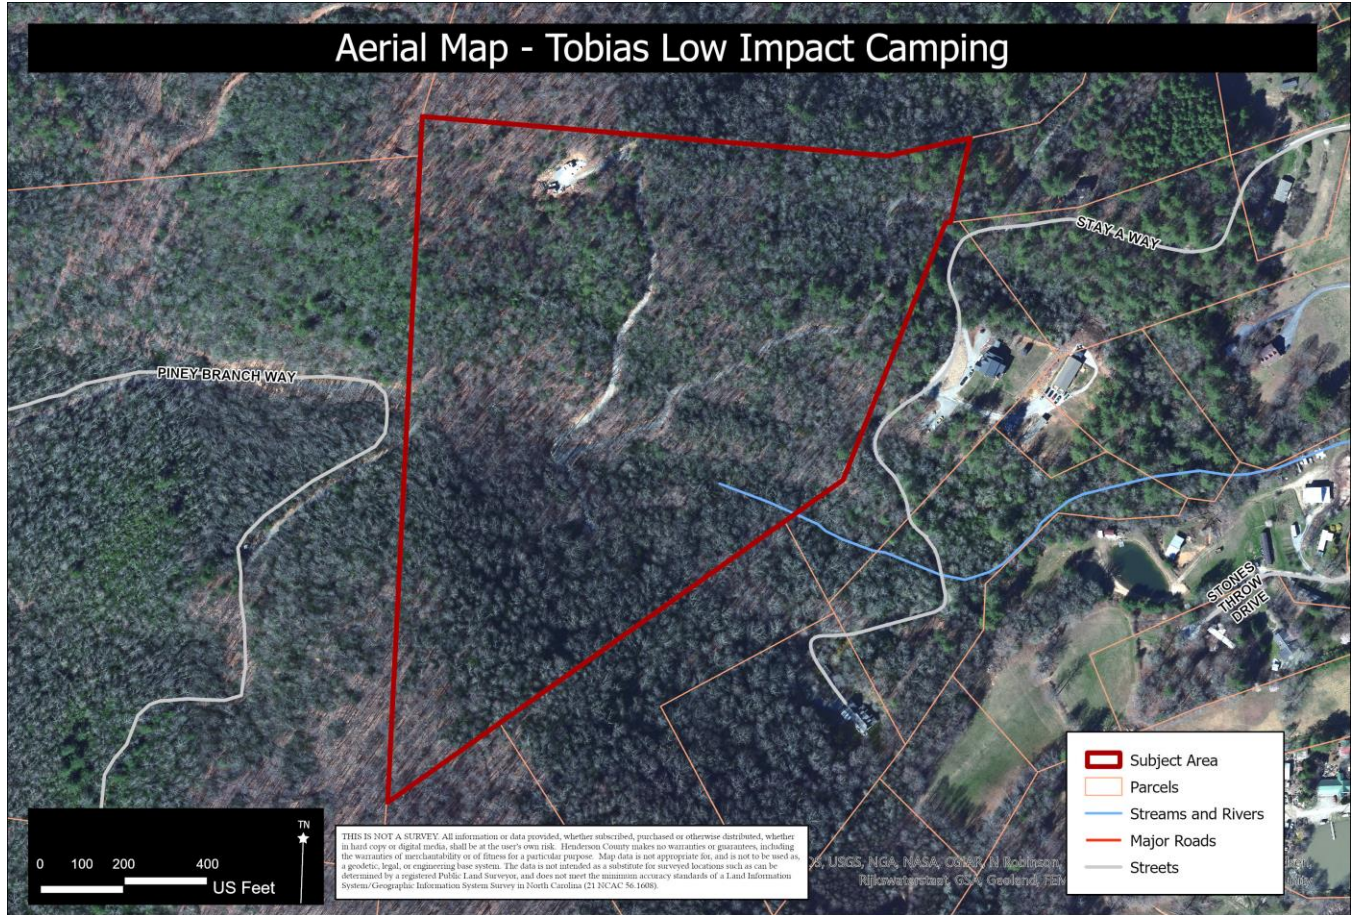 Aerial Map - Tobias Low Impact Camping
STAY A WAY
PINEY BRANCH WAY
STONES
THROW
DRIVE
Subject Area
Parcels
Streams and Rivers
Major Roads
Streets
TN
0 100 200 400
US Feet
THIS IS NOT A SURVEY. All information or data provided, whether subscribed, purchased or otherwise distributed, whether
in hard copy or digital media, shall be at the user's own risk. Henderson County makes no warranties or guarantees, including
the warranties of merchantability or of fitness for a particular purpose. Map data is not appropriate for, and is not to be used as,
a geodetic, legal, or engineering base system. The data is not intended as a substitute for surveyed locations such as can be
determined by a registered Public Land Surveyor, and does not meet the minimum accuracy standards of a Land Information
System/Geographic Information System Survey in North Carolina (21 NCAC 56.1608).
USGS, NGA, NASA, CGIAR, N Robinson,
Rijkswaterstaat, GSA, Geoland, FEM